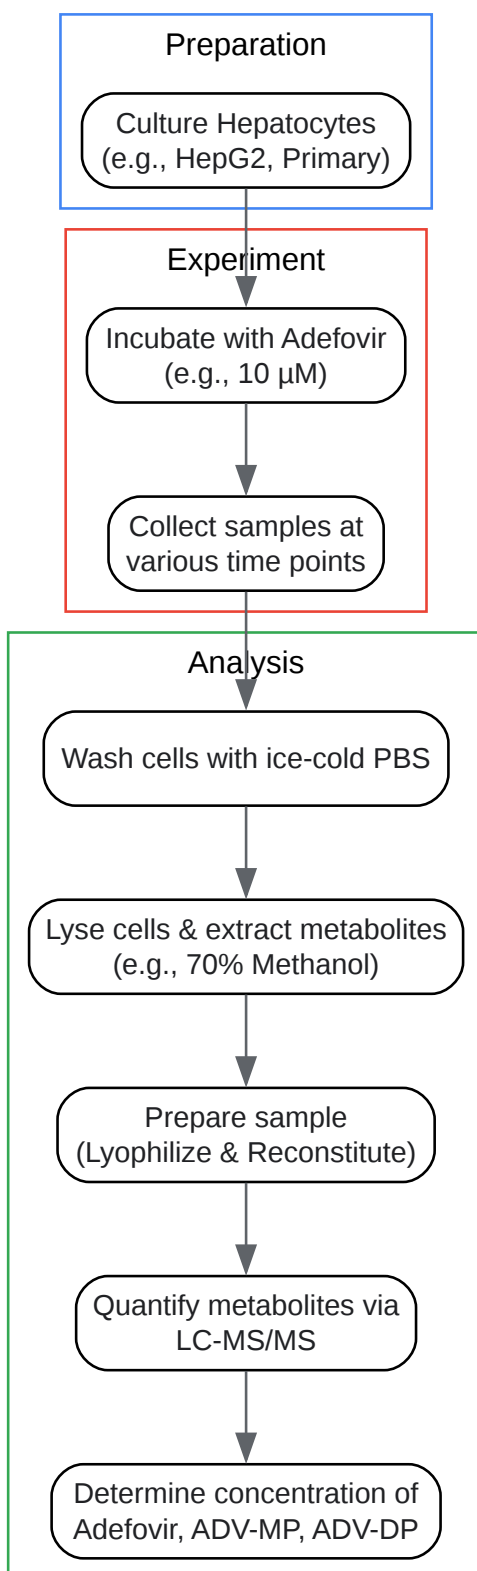 Preparation
Culture Hepatocytes
(e.g., HepG2, Primary)
Experiment
Incubate with Adefovir
(e.g., 10 µM)
Collect samples at
various time points
Analysis
Wash cells with ice-cold PBS
Lyse cells & extract metabolites
(e.g., 70% Methanol)
Prepare sample
(Lyophilize & Reconstitute)
Quantify metabolites via
LC-MS/MS
Determine concentration of
Adefovir, ADV-MP, ADV-DP